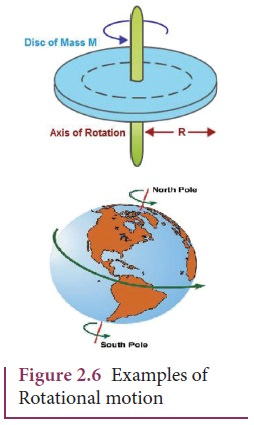 Disc of Mass M
Axis of Rotation
R
North Pole
South Pole
Figure 2.6 Examples of
Rotational motion